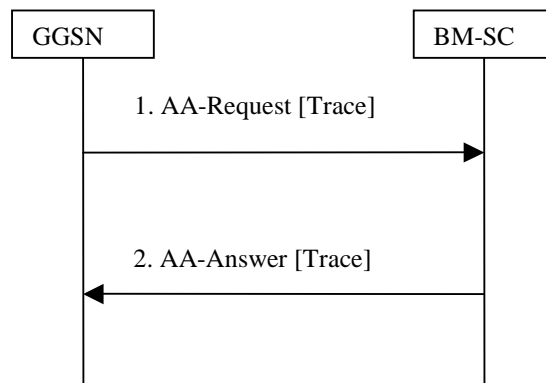 GGSN
BM-SC
1. AA-Request [Trace]
2. AA-Answer [Trace]